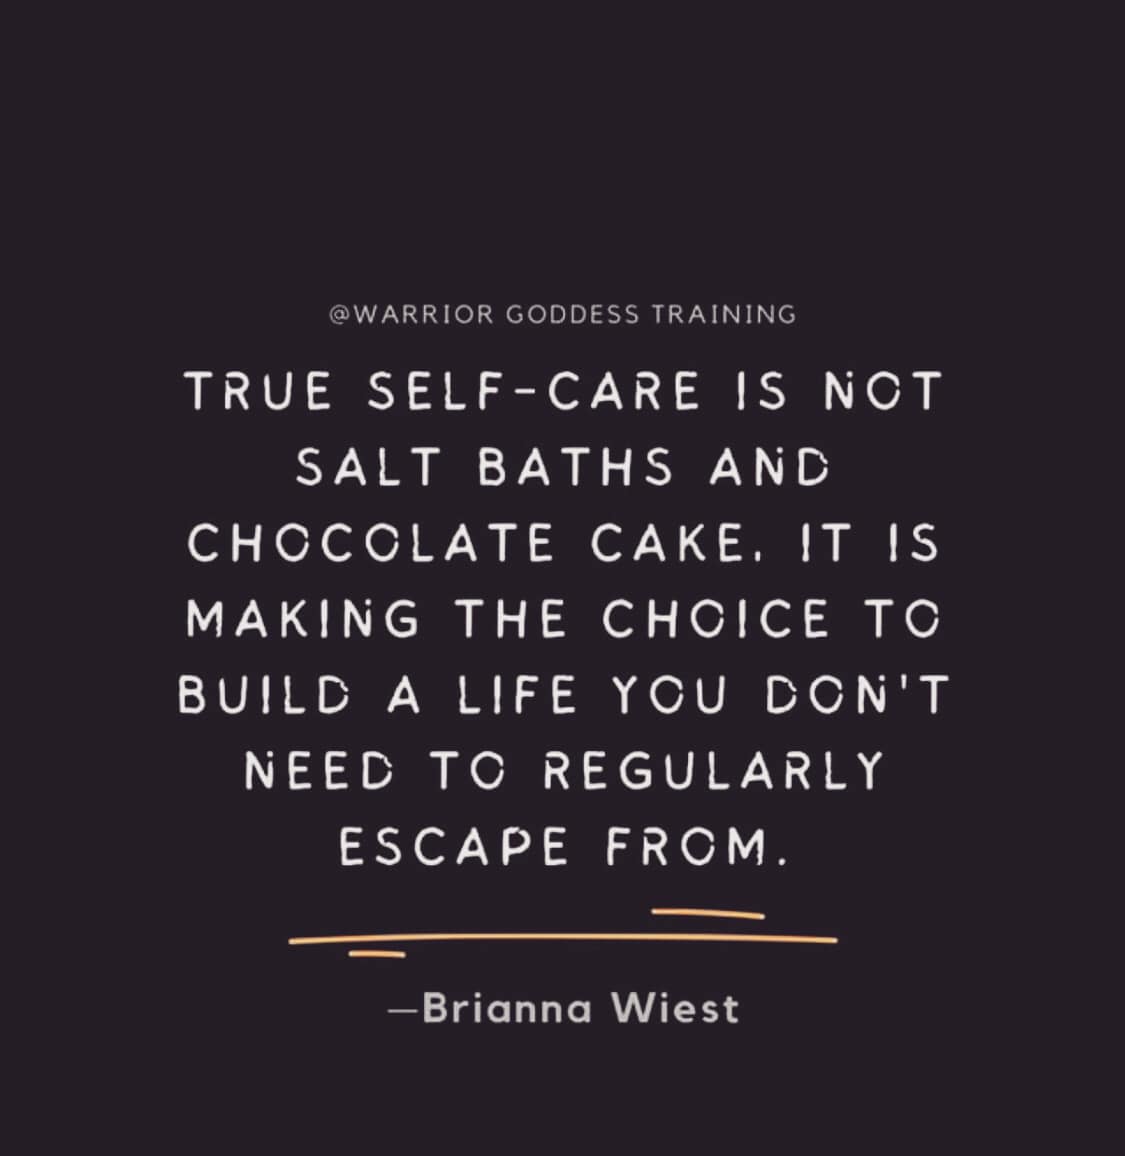 @WARRIOR GODDESS TRAINING
TRUE SELF-CARE IS NOT
SALT BATHS AND
CHOCOLATE CAKE. IT IS
MAKING THE CHOICE TO
BUILD A LIFE YOU DON'T
NEED TO REGULARLY
ESCAPE FROM.
—Brianna Wiest